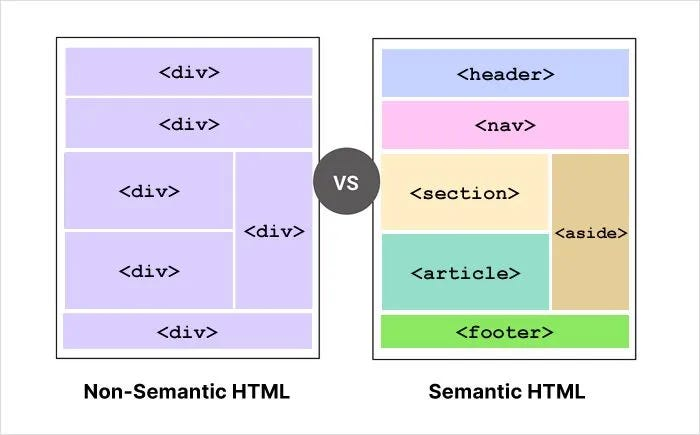 <div>
<div>
<div>
<div>
<div>
<div>
Non-Semantic HTML
VS
<header>
<nav>
<section>
<aside>
<article>
<footer>
Semantic HTML